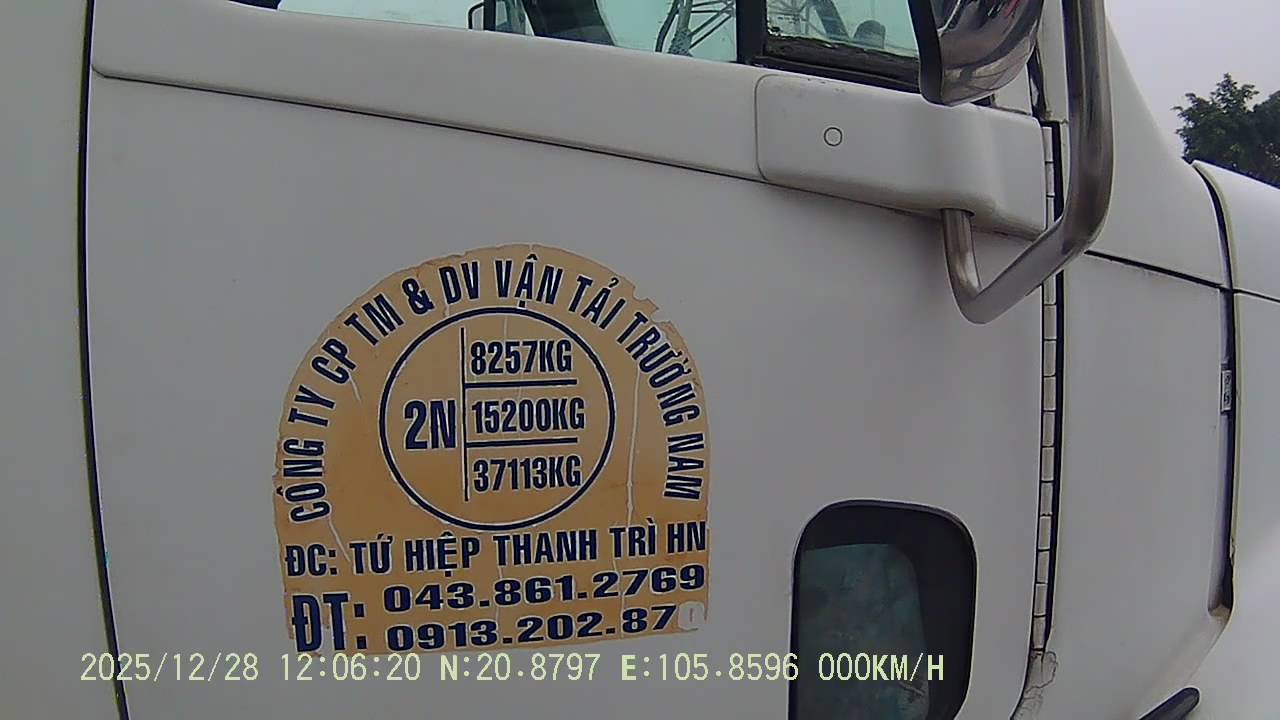 CÔNG TY CP TM & DV VẬN TẢI TRƯỜNG NAM
2N
8257KG
15200KG
37113KG
ĐC: TỨ HIỆP THANH TRÌ HN
ĐT: 043.861.2769
0913.202.870
2025/12/28 12:06:20 N:20.8797 E:105.8596 000KM/H